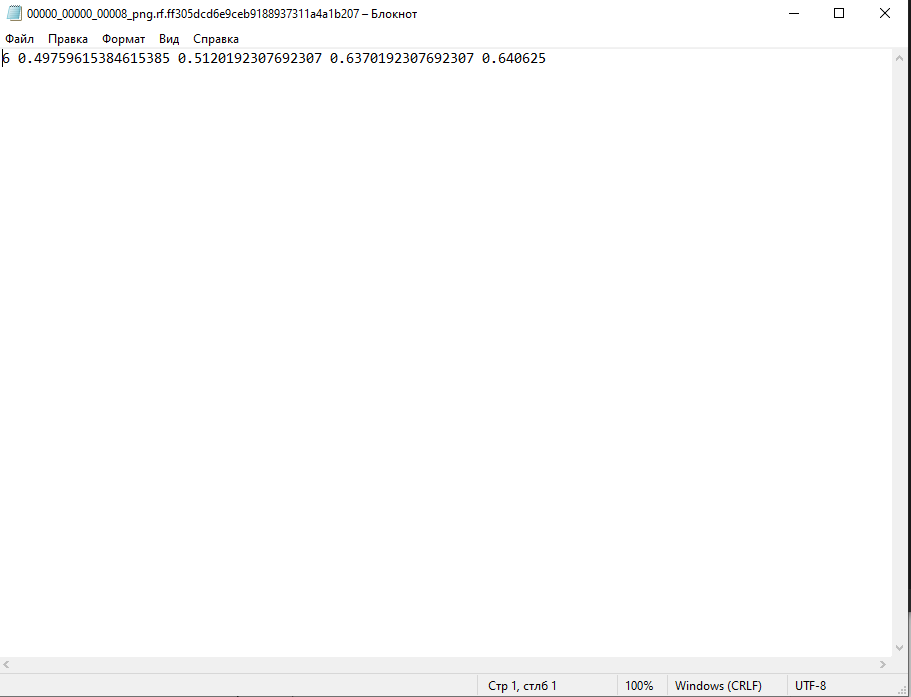 00000_00000_00008_png.rf.ff305dcd6e9ceb9188937311a4a1b207 – Блокнот
Файл Правка Формат Вид Справка
6 0.49759615384615385 0.5120192307692307 0.6370192307692307 0.640625
Стр 1, стлб 1 100% Windows (CRLF) UTF-8